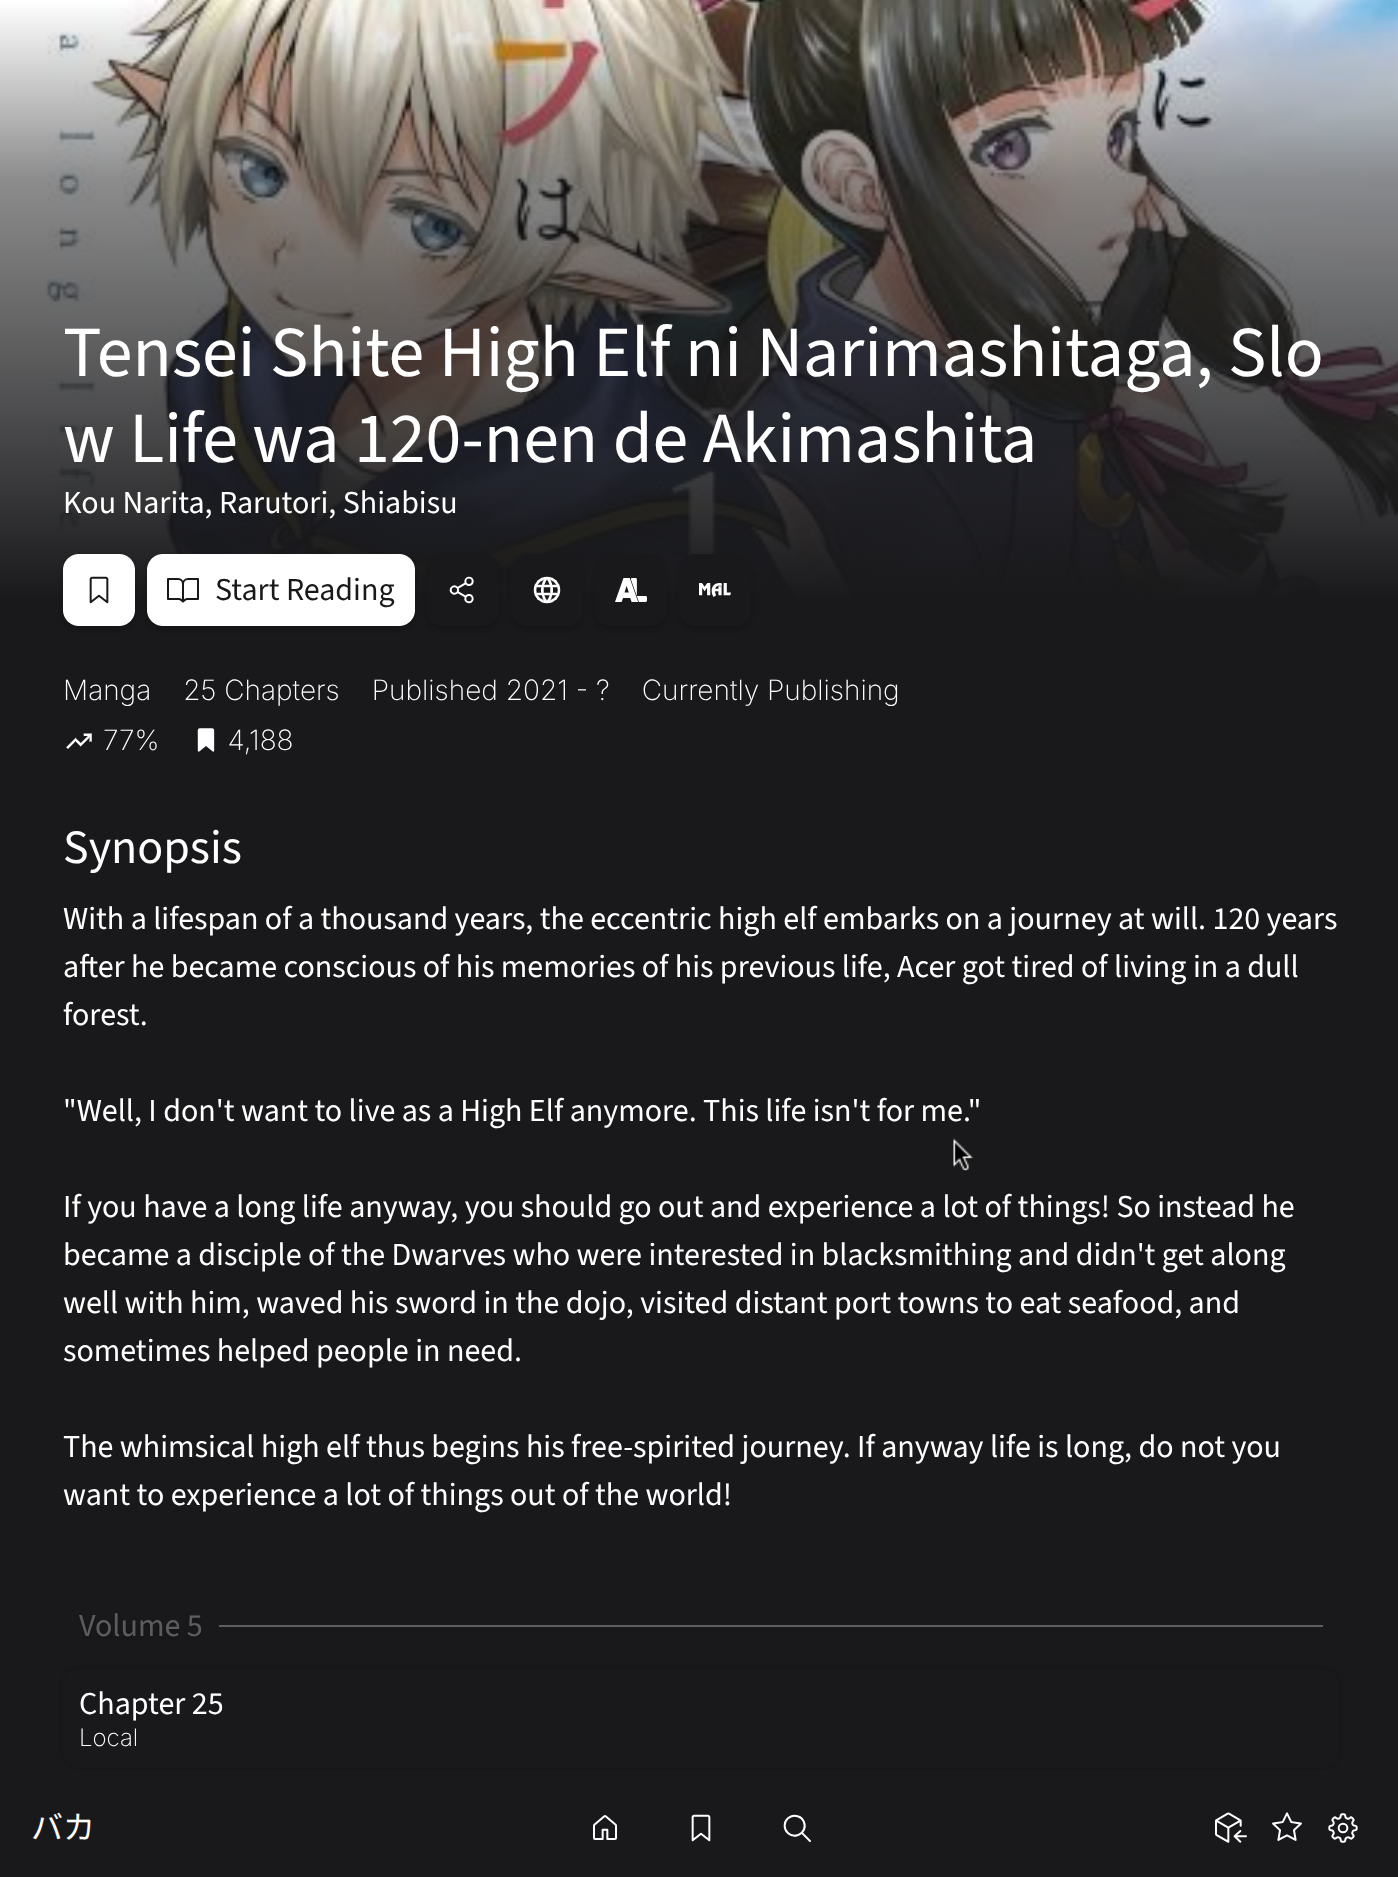 a long life
ン
は
に
1
Tensei Shite High Elf ni Narimashitaga, Slo
w Life wa 120-nen de Akimashita
Kou Narita, Rarutori, Shiabisu
Start Reading
AL
MAL
Manga 25 Chapters Published 2021 - ? Currently Publishing
77% 4,188
Synopsis
With a lifespan of a thousand years, the eccentric high elf embarks on a journey at will. 120 years
after he became conscious of his memories of his previous life, Acer got tired of living in a dull
forest.
"Well, I don't want to live as a High Elf anymore. This life isn't for me."
If you have a long life anyway, you should go out and experience a lot of things! So instead he
became a disciple of the Dwarves who were interested in blacksmithing and didn't get along
well with him, waved his sword in the dojo, visited distant port towns to eat seafood, and
sometimes helped people in need.
The whimsical high elf thus begins his free-spirited journey. If anyway life is long, do not you
want to experience a lot of things out of the world!
Volume 5
Chapter 25
Local
バカ